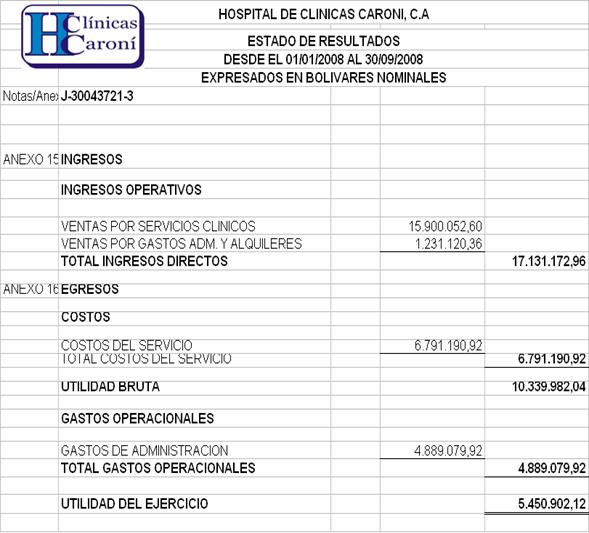 HOSPITAL DE CLINICAS CARONI, C.A
Clínicas
Caroní
ESTADO DE RESULTADOS
DESDE EL 01/01/2008 AL 30/09/2008
EXPRESADOS EN BOLIVARES NOMINALES
Notas/Anex J-30043721-3
ANEXO 15 INGRESOS
INGRESOS OPERATIVOS
VENTAS POR SERVICIOS CLINICOS 15.900.052,60
VENTAS POR GASTOS ADM. Y ALQUILERES 1.231.120,36
TOTAL INGRESOS DIRECTOS 17.131.172,96
ANEXO 16 EGRESOS
COSTOS
COSTOS DEL SERVICIO 6.791.190,92
TOTAL COSTOS DEL SERVICIO 6.791.190,92
UTILIDAD BRUTA 10.339.982,04
GASTOS OPERACIONALES
GASTOS DE ADMINISTRACION 4.889.079,92
TOTAL GASTOS OPERACIONALES 4.889.079,92
UTILIDAD DEL EJERCICIO 5.450.902,12